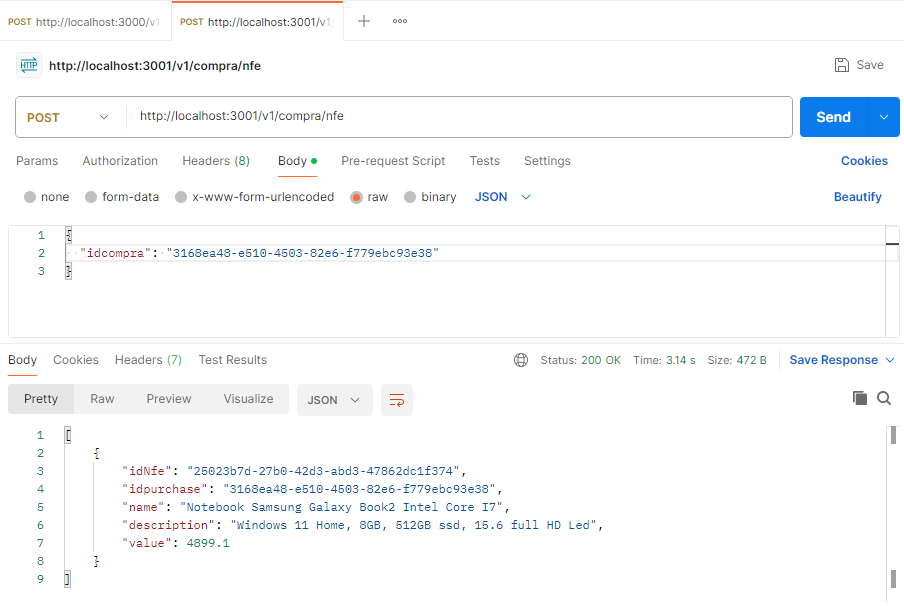 POST http://localhost:3000/v1 POST http://localhost:3001/v1
HTTP http://localhost:3001/v1/compra/nfe Save
POST http://localhost:3001/v1/compra/nfe Send
Params Authorization Headers (8) Body Pre-request Script Tests Settings Cookies
none form-data x-www-form-urlencoded raw binary JSON Beautify
1 {
2 "idcompra": "3168ea48-e510-4503-82e6-f779ebc93e38"
3 }
Body Cookies Headers (7) Test Results Status: 200 OK Time: 3.14 s Size: 472 B Save Response
Pretty Raw Preview Visualize JSON
1 [
2 {
3 "idNfe": "25023b7d-27b0-42d3-abd3-47862dc1f374",
4 "idpurchase": "3168ea48-e510-4503-82e6-f779ebc93e38",
5 "name": "Notebook Samsung Galaxy Book2 Intel Core I7",
6 "description": "Windows 11 Home, 8GB, 512GB ssd, 15.6 full HD Led",
7 "value": 4899.1
8 }
9 ]